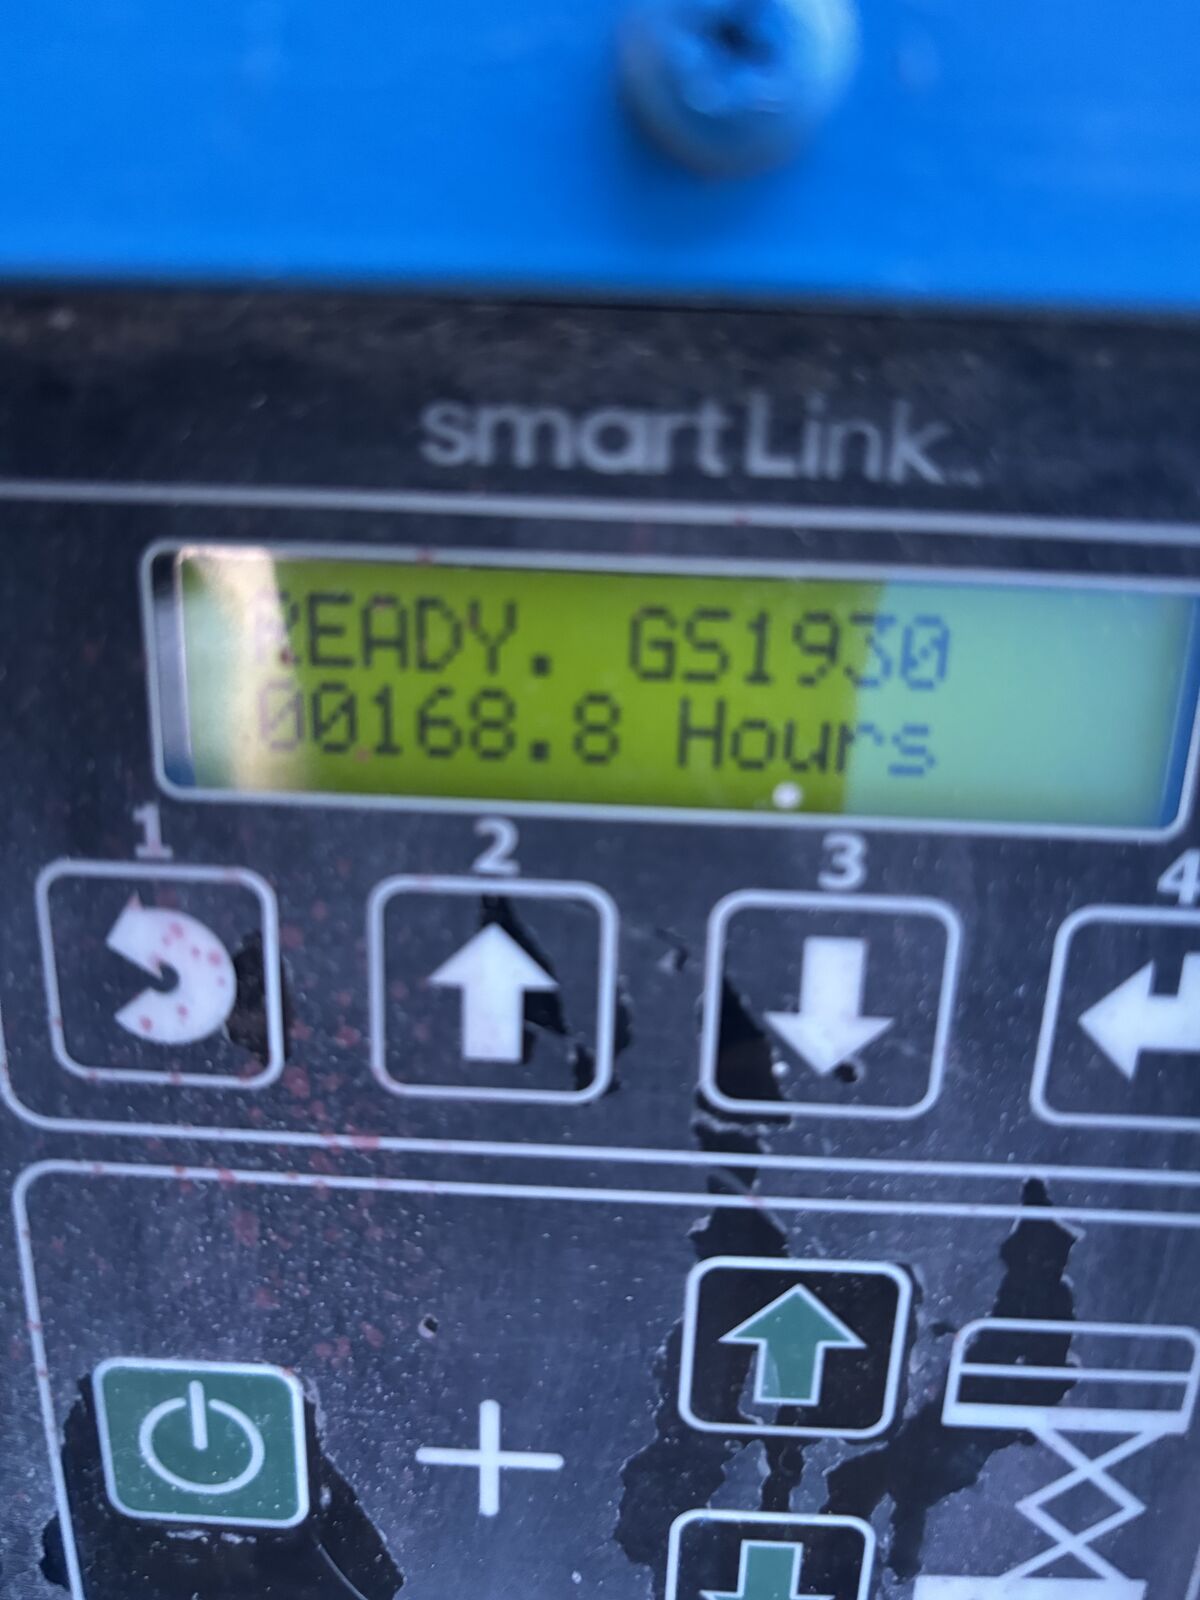 smartLink
READY. GS1930
00168.8 Hours
1 2 3 4